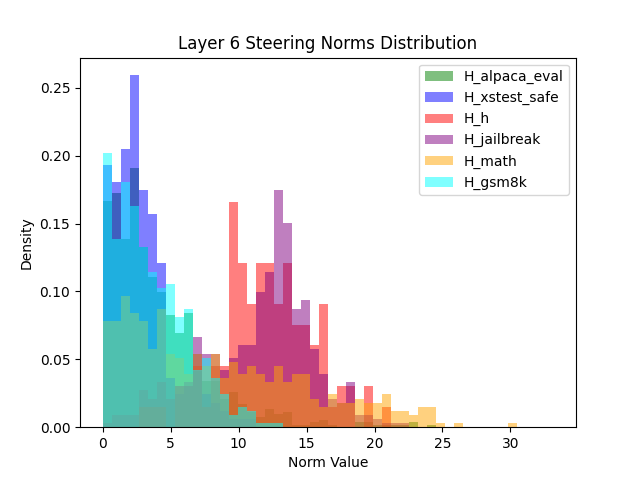 Layer 6 Steering Norms Distribution
H_alpaca_eval
H_xstest_safe
H_h
H_jailbreak
H_math
H_gsm8k
0.25
0.20
0.15
0.10
0.05
0.00
Density
0 5 10 15 20 25 30
Norm Value